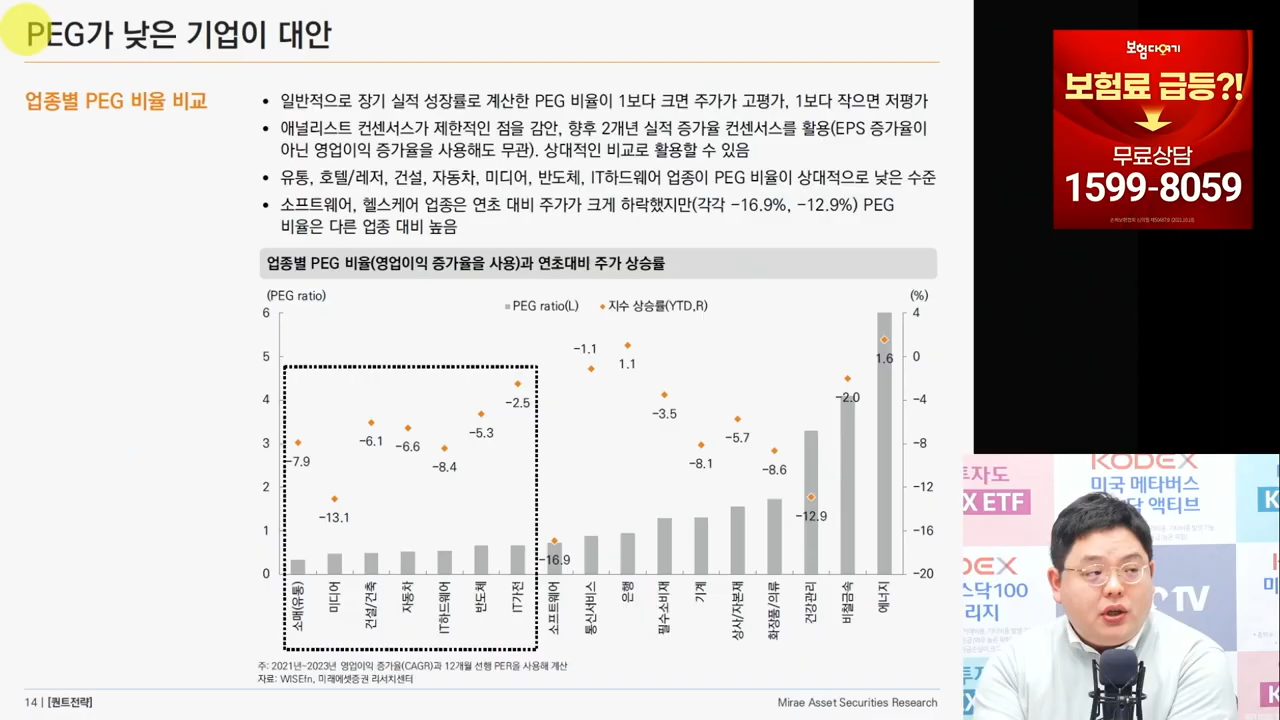 PEG가 낮은 기업이 대안
업종별 PEG 비율 비교
• 일반적으로 장기 실적 성장률로 계산한 PEG 비율이 1보다 크면 주가가 고평가, 1보다 작으면 저평가
• 애널리스트 컨센서스가 제한적인 점을 감안, 향후 2개년 실적 증가율 컨센서스를 활용(EPS 증가율이
아닌 영업이익 증가율을 사용해도 무관). 상대적인 비교로 활용할 수 있음
• 유통, 호텔/레저, 건설, 자동차, 미디어, 반도체, IT하드웨어 업종이 PEG 비율이 상대적으로 낮은 수준
• 소프트웨어, 헬스케어 업종은 연초 대비 주가가 크게 하락했지만(각각 -16.9%, -12.9%) PEG
비율은 다른 업종 대비 높음
업종별 PEG 비율(영업이익 증가율을 사용)과 연초대비 주가 상승률
(PEG ratio)
(%)
PEG ratio(L)
지수 상승률(YTD,R)
6
5
4
3
2
1
0
4
0
-4
-8
-12
-16
-20
-7.9
-13.1
-6.1
-6.6
-8.4
-5.3
-2.5
-16.9
-1.1
1.1
-3.5
-8.1
-5.7
-8.6
-12.9
-2.0
1.6
소매(유통)
미디어
건설/건축
자동차
IT하드웨어
반도체
IT가전
소프트웨어
통신서비스
은행
필수소비재
기계
상사/자본재
화장품/의류
건강관리
비철금속
에너지
주: 2021년~2023년 영업이익 증가율(CAGR)과 12개월 선행 PER을 사용해 계산
자료: WISEfn, 미래에셋증권 리서치센터
14 | [퀀트전략]
Mirae Asset Securities Research
보험다모기
보험료 급등?!
무료상담
1599-8059
투자도
X ETF
KODEX
미국 메타버스
액티브
스닥100
리지
TV